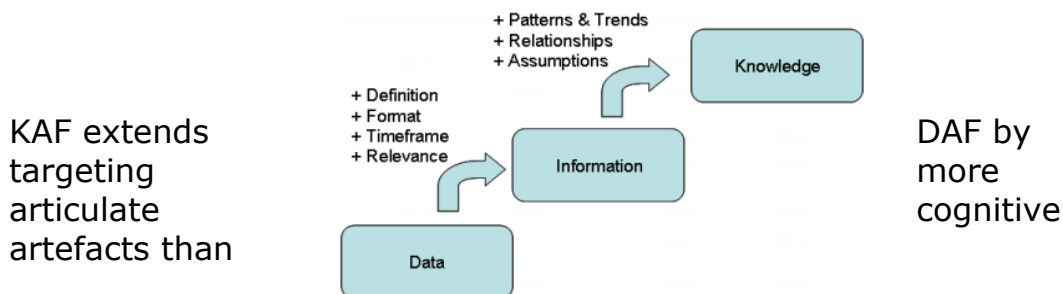 + Patterns & Trends
+ Relationships
+ Assumptions
Knowledge
+ Definition
+ Format
+ Timeframe
+ Relevance
Information
Data
KAF extends DAF by
targeting more
articulate cognitive
artefacts than